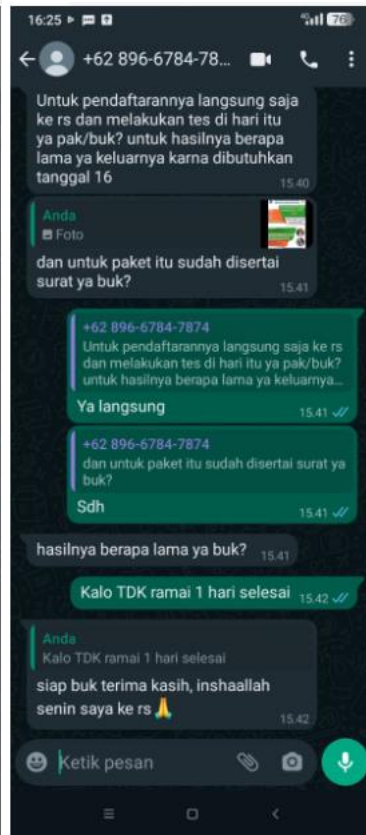 16:25
76
+62 896-6784-78...
Untuk pendaftarannya langsung saja
ke rs dan melakukan tes di hari itu
ya pak/buk? untuk hasilnya berapa
lama ya keluarnya karna dibutuhkan
tanggal 16
15.40
Anda
Foto
dan untuk paket itu sudah disertai
surat ya buk?
15.41
+62 896-6784-7874
Untuk pendaftarannya langsung saja ke rs
dan melakukan tes di hari itu ya pak/buk?
untuk hasilnya berapa lama ya keluarnya...
Ya langsung
15.41
+62 896-6784-7874
dan untuk paket itu sudah disertai surat ya
buk?
Sdh
15.41
hasilnya berapa lama ya buk? 15.41
Kalo TDK ramai 1 hari selesai 15.42
Anda
Kalo TDK ramai 1 hari selesai
siap buk terima kasih, inshaallah
senin saya ke rs 🙏
15.42
Ketik pesan